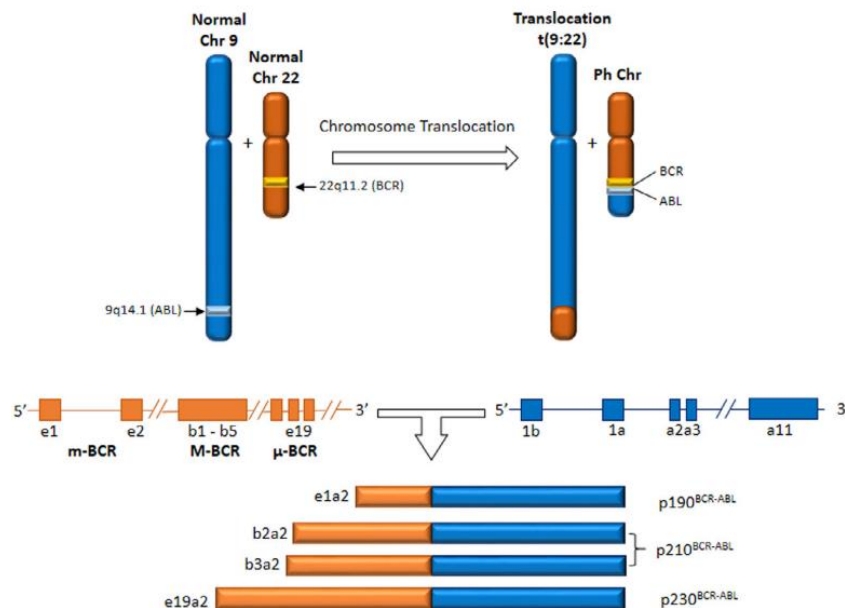 Normal
Chr 9
Normal
Chr 22
Translocation
t(9:22)
Ph Chr
+
Chromosome Translocation
+
BCR
ABL
22q11.2 (BCR)
9q14.1 (ABL)
5’ 3’ 5’ 3
e1 e2 b1 - b5 e19 1b 1a a2a3 a11
m-BCR M-BCR μ-BCR
e1a2 p190BCR-ABL
b2a2
p210BCR-ABL
b3a2
e19a2 p230BCR-ABL